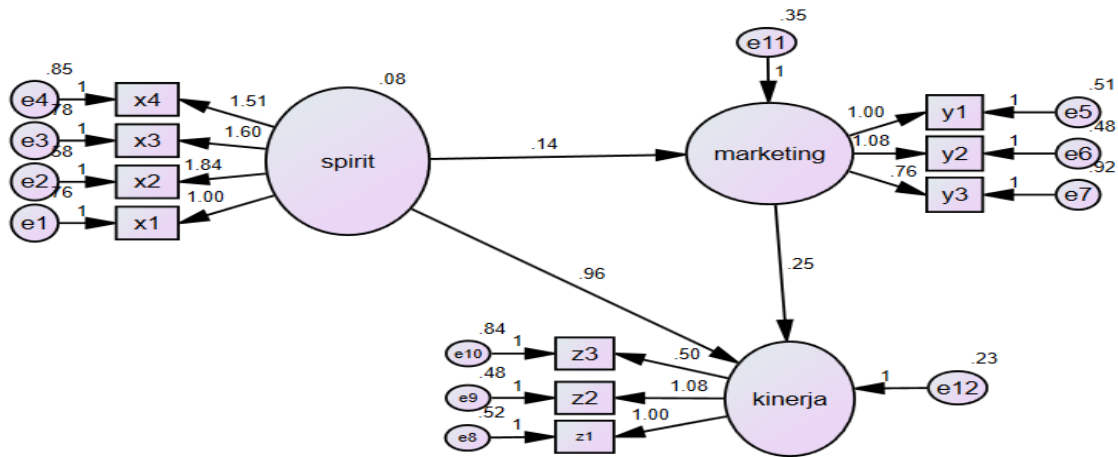 .35
e11
1
.85
e4
1
x4
1.51
.78
e3
1
x3
1.60
.58
e2
1
x2
1.84
.76
e1
1
x1
1.00
.08
spirit
.14
marketing
1.00
y1
1
.51
e5
1.08
y2
1
.48
e6
.76
y3
1
.92
e7
.96
.25
.84
e10
1
z3
.50
.48
e9
1
z2
1.08
.52
e8
1
z1
1.00
kinerja
1
.23
e12